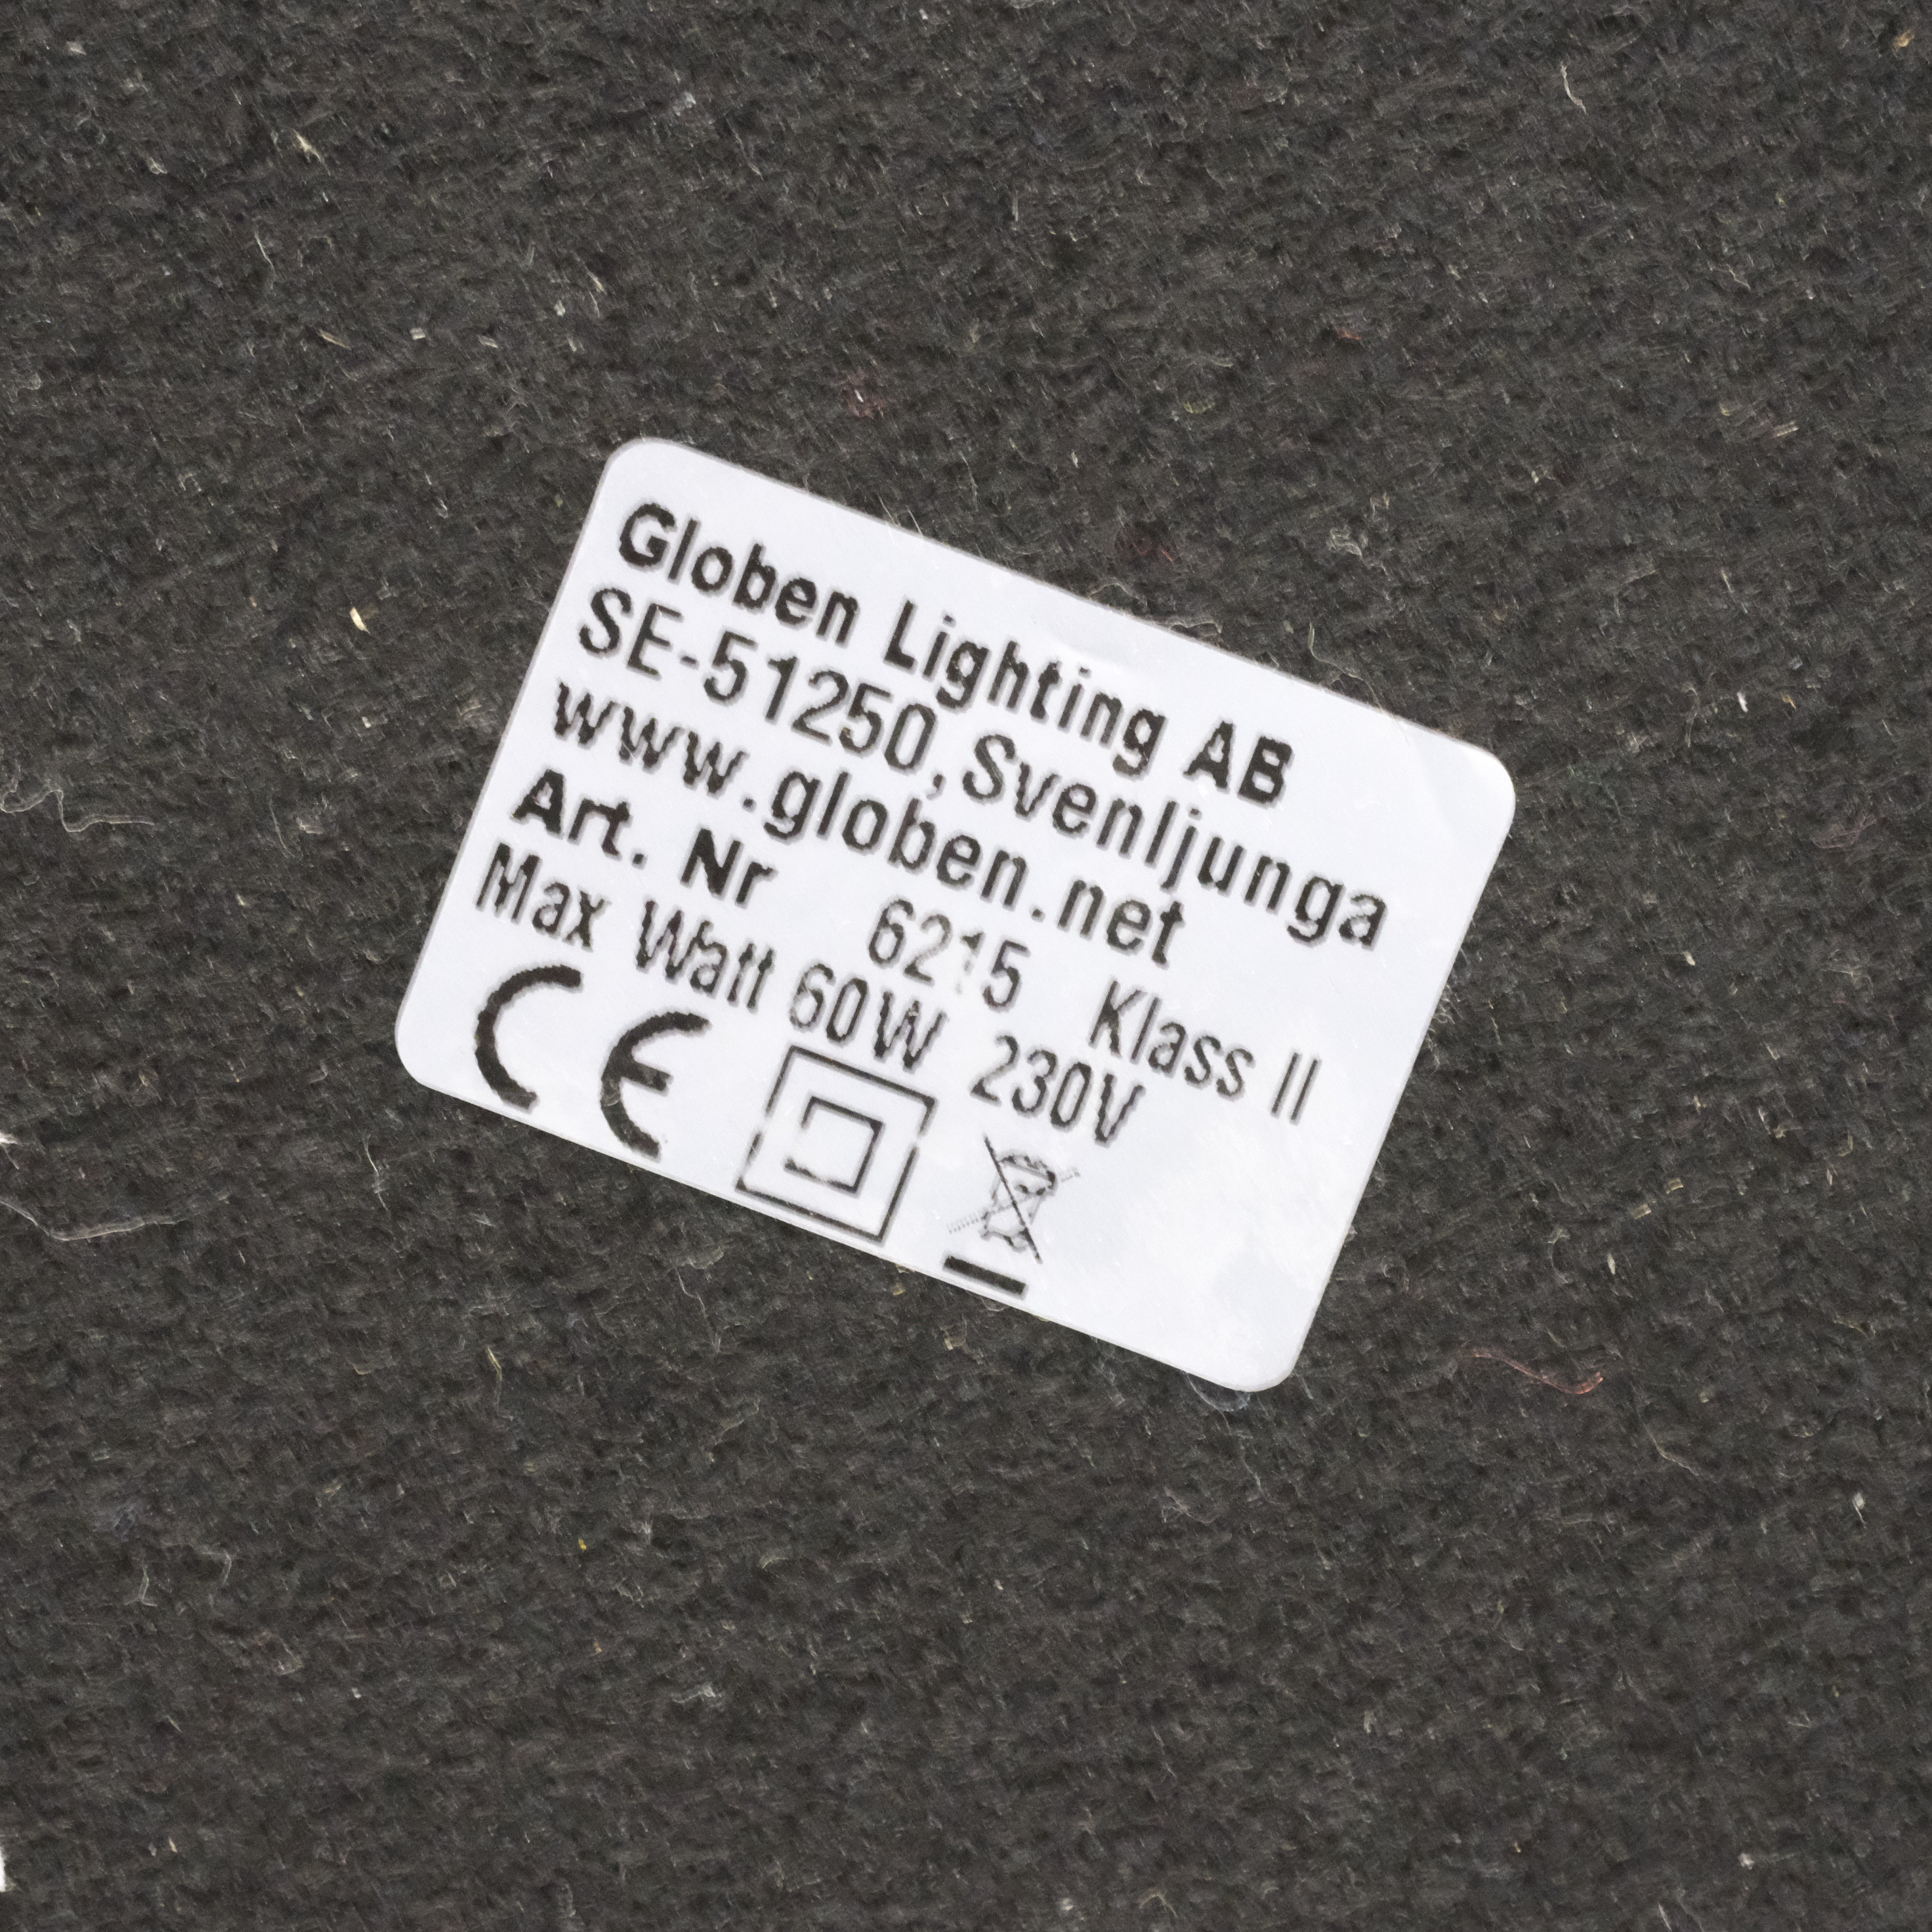 Globen Lighting AB
SE-51250, Svenljunga
www.globen.net
Art. Nr 6215 Klass II
Max Watt 60W 230V
CE